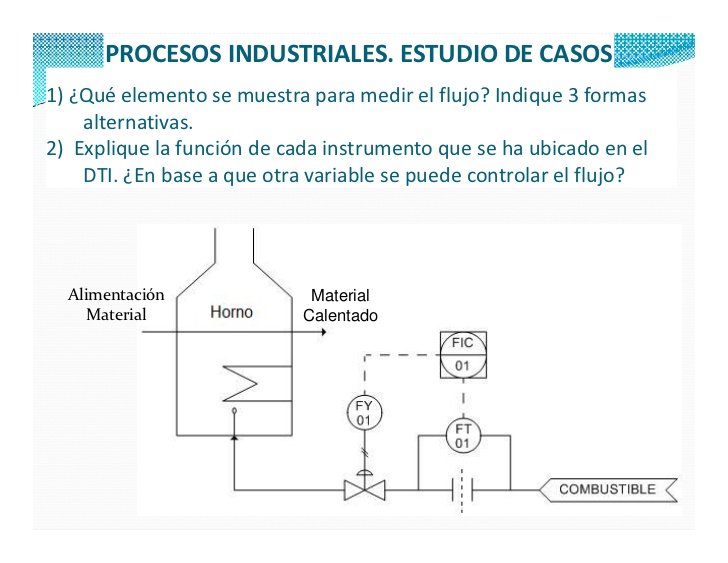 PROCESOS INDUSTRIALES. ESTUDIO DE CASOS
1) ¿Qué elemento se muestra para medir el flujo? Indique 3 formas
alternativas.
2) Explique la función de cada instrumento que se ha ubicado en el
DTI. ¿En base a que otra variable se puede controlar el flujo?
Alimentación
Material
Horno
Material
Calentado
FIC
01
FY
01
FT
01
COMBUSTIBLE